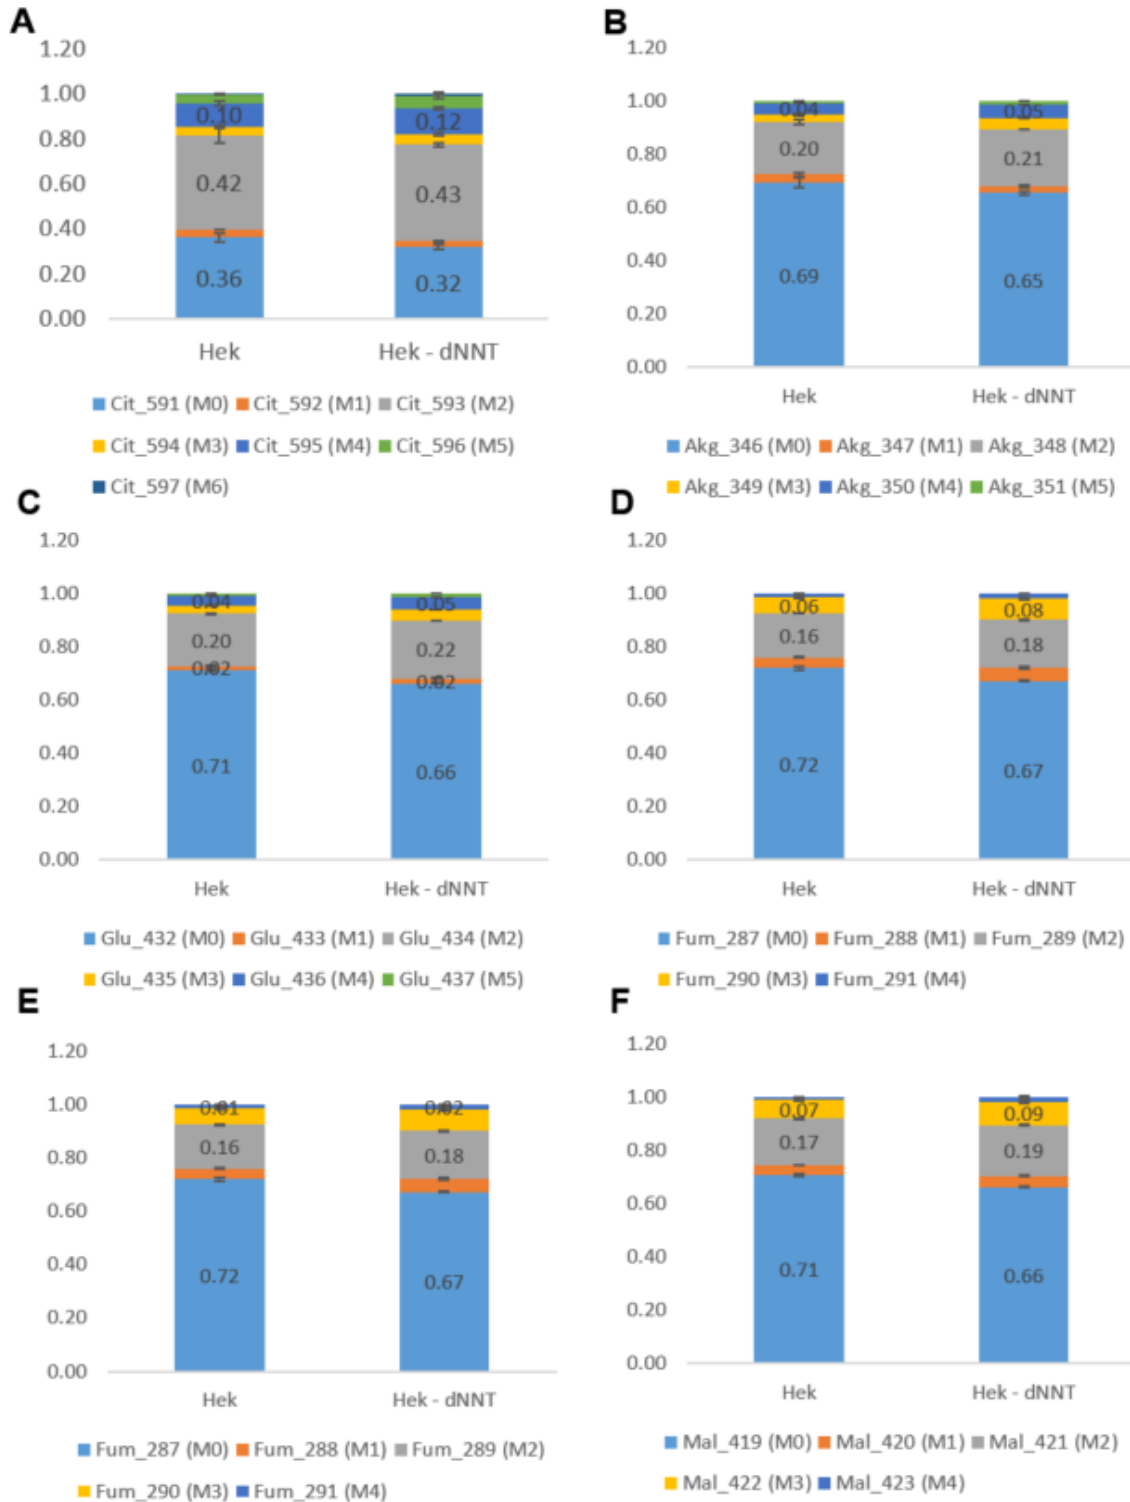 A
1.20
1.00
0.80
0.60
0.40
0.20
0.00
0.10
0.42
0.36
0.12
0.43
0.32
Hek
Hek - dNNT
Cit_591 (M0) Cit_592 (M1) Cit_593 (M2)
Cit_594 (M3) Cit_595 (M4) Cit_596 (M5)
Cit_597 (M6)
B
1.20
1.00
0.80
0.60
0.40
0.20
0.00
0.04
0.20
0.69
0.05
0.21
0.65
Hek
Hek - dNNT
Akg_346 (M0) Akg_347 (M1) Akg_348 (M2)
Akg_349 (M3) Akg_350 (M4) Akg_351 (M5)
C
1.20
1.00
0.80
0.60
0.40
0.20
0.00
0.04
0.20
0.02
0.71
0.05
0.22
0.02
0.66
Hek
Hek - dNNT
Glu_432 (M0) Glu_433 (M1) Glu_434 (M2)
Glu_435 (M3) Glu_436 (M4) Glu_437 (M5)
D
1.20
1.00
0.80
0.60
0.40
0.20
0.00
0.06
0.16
0.72
0.08
0.18
0.67
Hek
Hek - dNNT
Fum_287 (M0) Fum_288 (M1) Fum_289 (M2)
Fum_290 (M3) Fum_291 (M4)
E
1.20
1.00
0.80
0.60
0.40
0.20
0.00
0.01
0.16
0.72
0.02
0.18
0.67
Hek
Hek - dNNT
Fum_287 (M0) Fum_288 (M1) Fum_289 (M2)
Fum_290 (M3) Fum_291 (M4)
F
1.20
1.00
0.80
0.60
0.40
0.20
0.00
0.07
0.17
0.71
0.09
0.19
0.66
Hek
Hek - dNNT
Mal_419 (M0) Mal_420 (M1) Mal_421 (M2)
Mal_422 (M3) Mal_423 (M4)